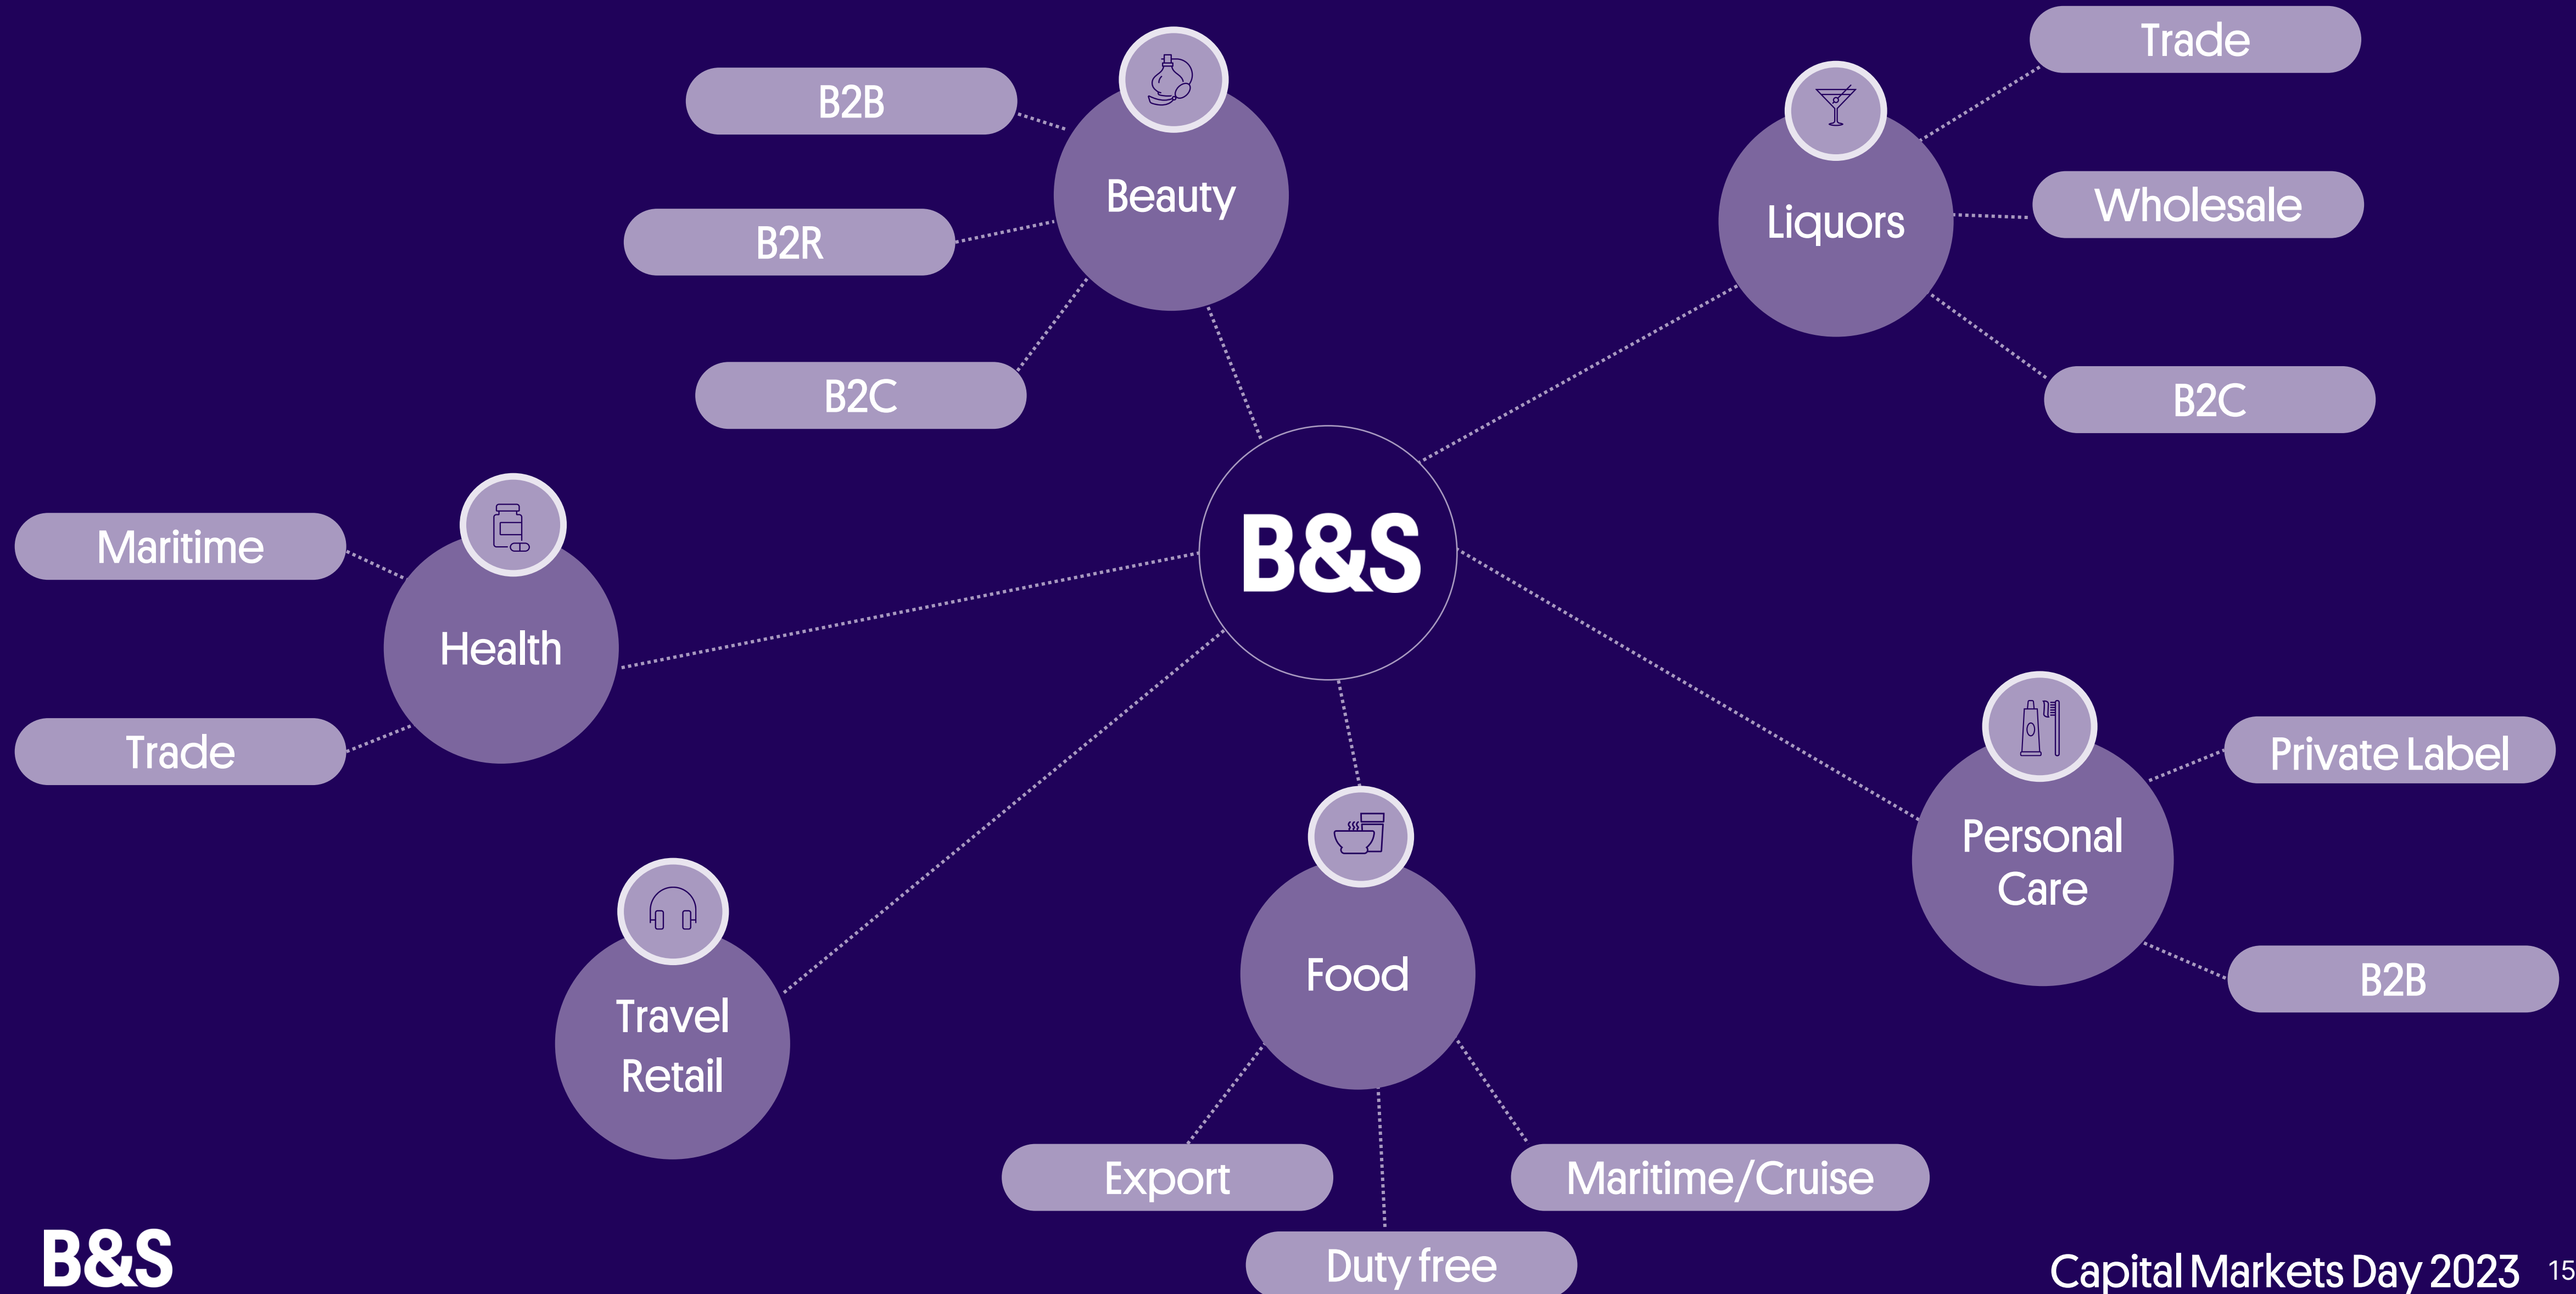 B2B
B2R
B2C
Beauty
Trade
Wholesale
B2C
Liquors
B&S
Maritime
Trade
Health
Travel
Retail
Food
Export
Duty free
Maritime/Cruise
Personal
Care
Private Label
B2B
B&S
Capital Markets Day 2023
15